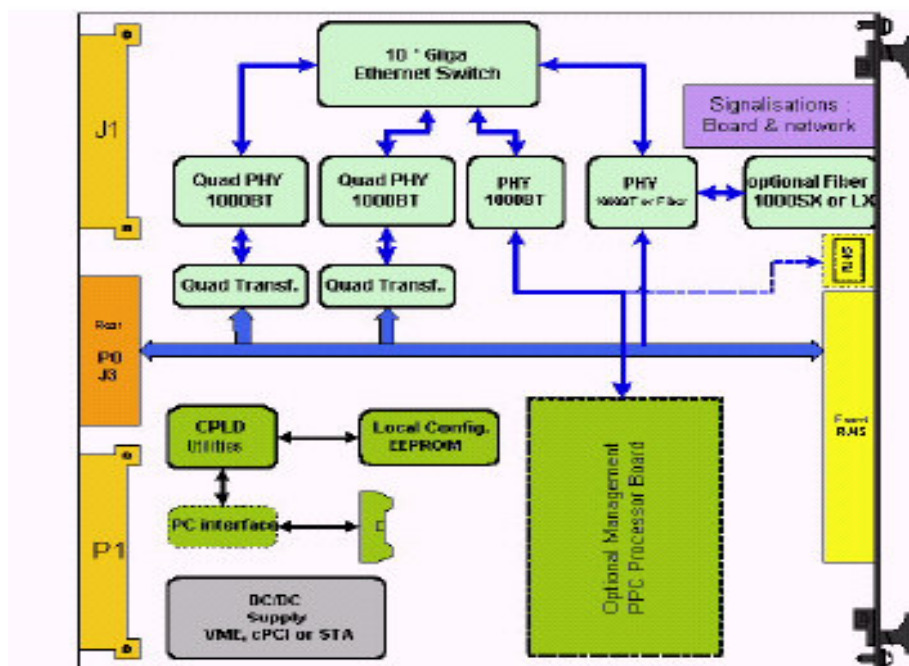 10 * Giga
Ethernet Switch
J1
Signalisations :
Board & network
Quad PHY
1000BT
Quad PHY
1000BT
PHY
1000BT
PHY
1000BT or Fiber
optional Fiber
1000SX or LX
RJ45
Quad Transf.
Quad Transf.
Rear
P0
J3
Front
RJ45
CPLD
Utilities
Local Config.
EEPROM
PC interface
P1
Optional Management
PPC Processor Board
DC/DC
Supply
VME, cPCI or STA